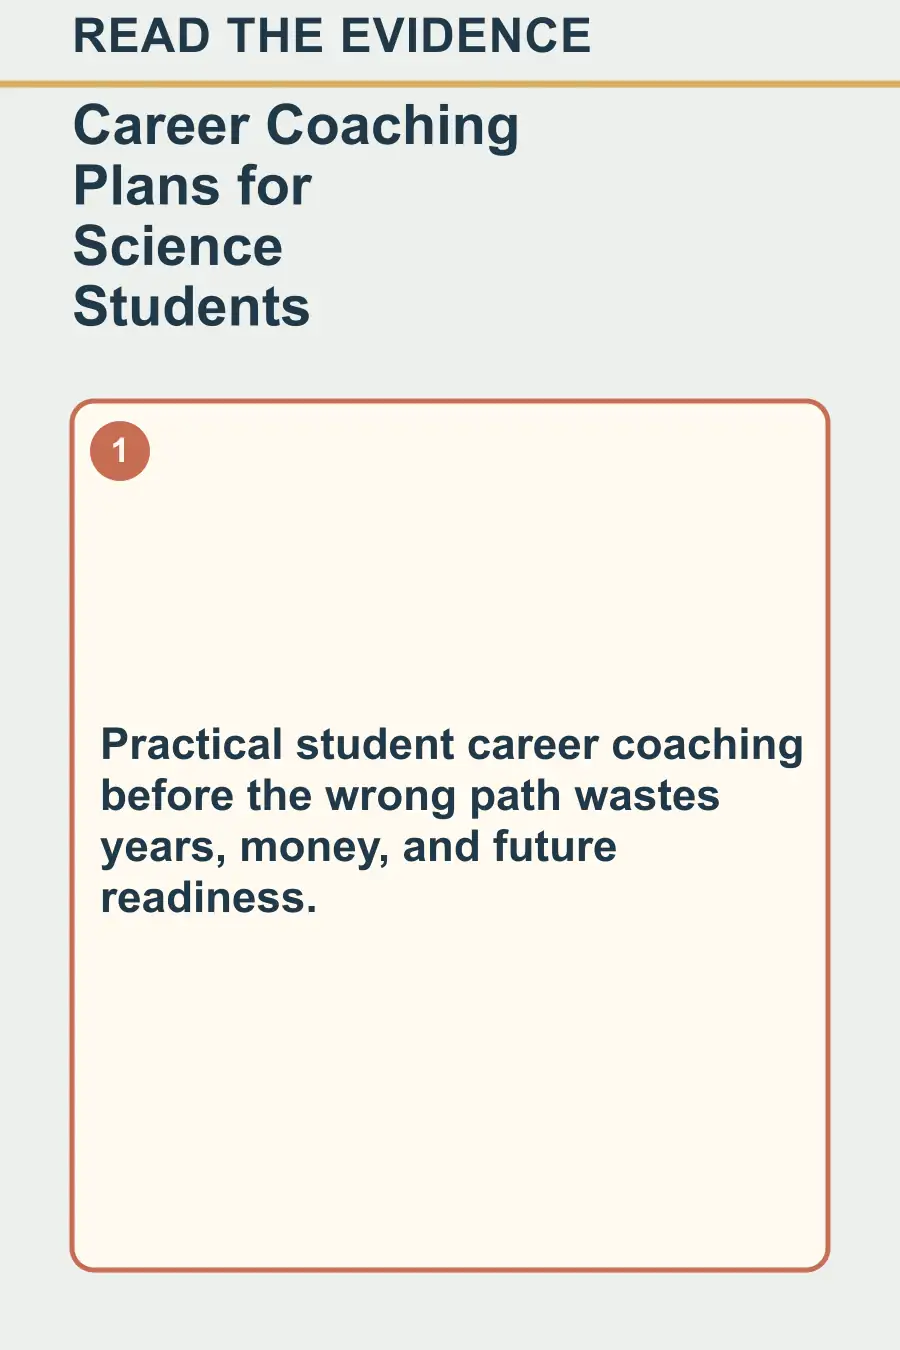 READ THE EVIDENCE
Career Coaching
Plans for
Science
Students
1
Practical student career coaching
before the wrong path wastes
years, money, and future
readiness.